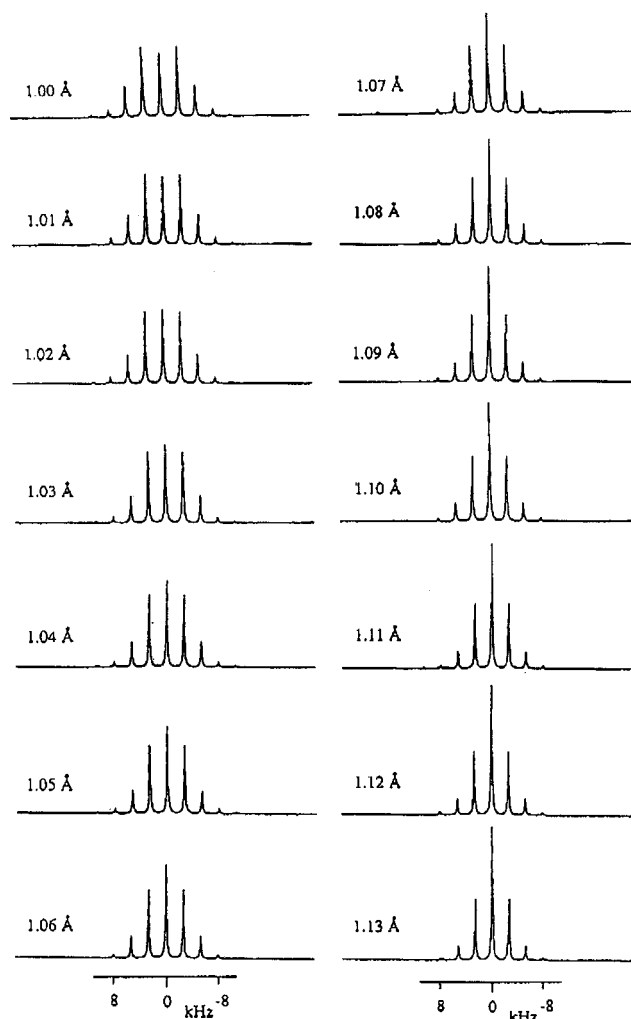 1.00 Å
1.01 Å
1.02 Å
1.03 Å
1.04 Å
1.05 Å
1.06 Å
8 0 -8
kHz
1.07 Å
1.08 Å
1.09 Å
1.10 Å
1.11 Å
1.12 Å
1.13 Å
8 0 -8
kHz